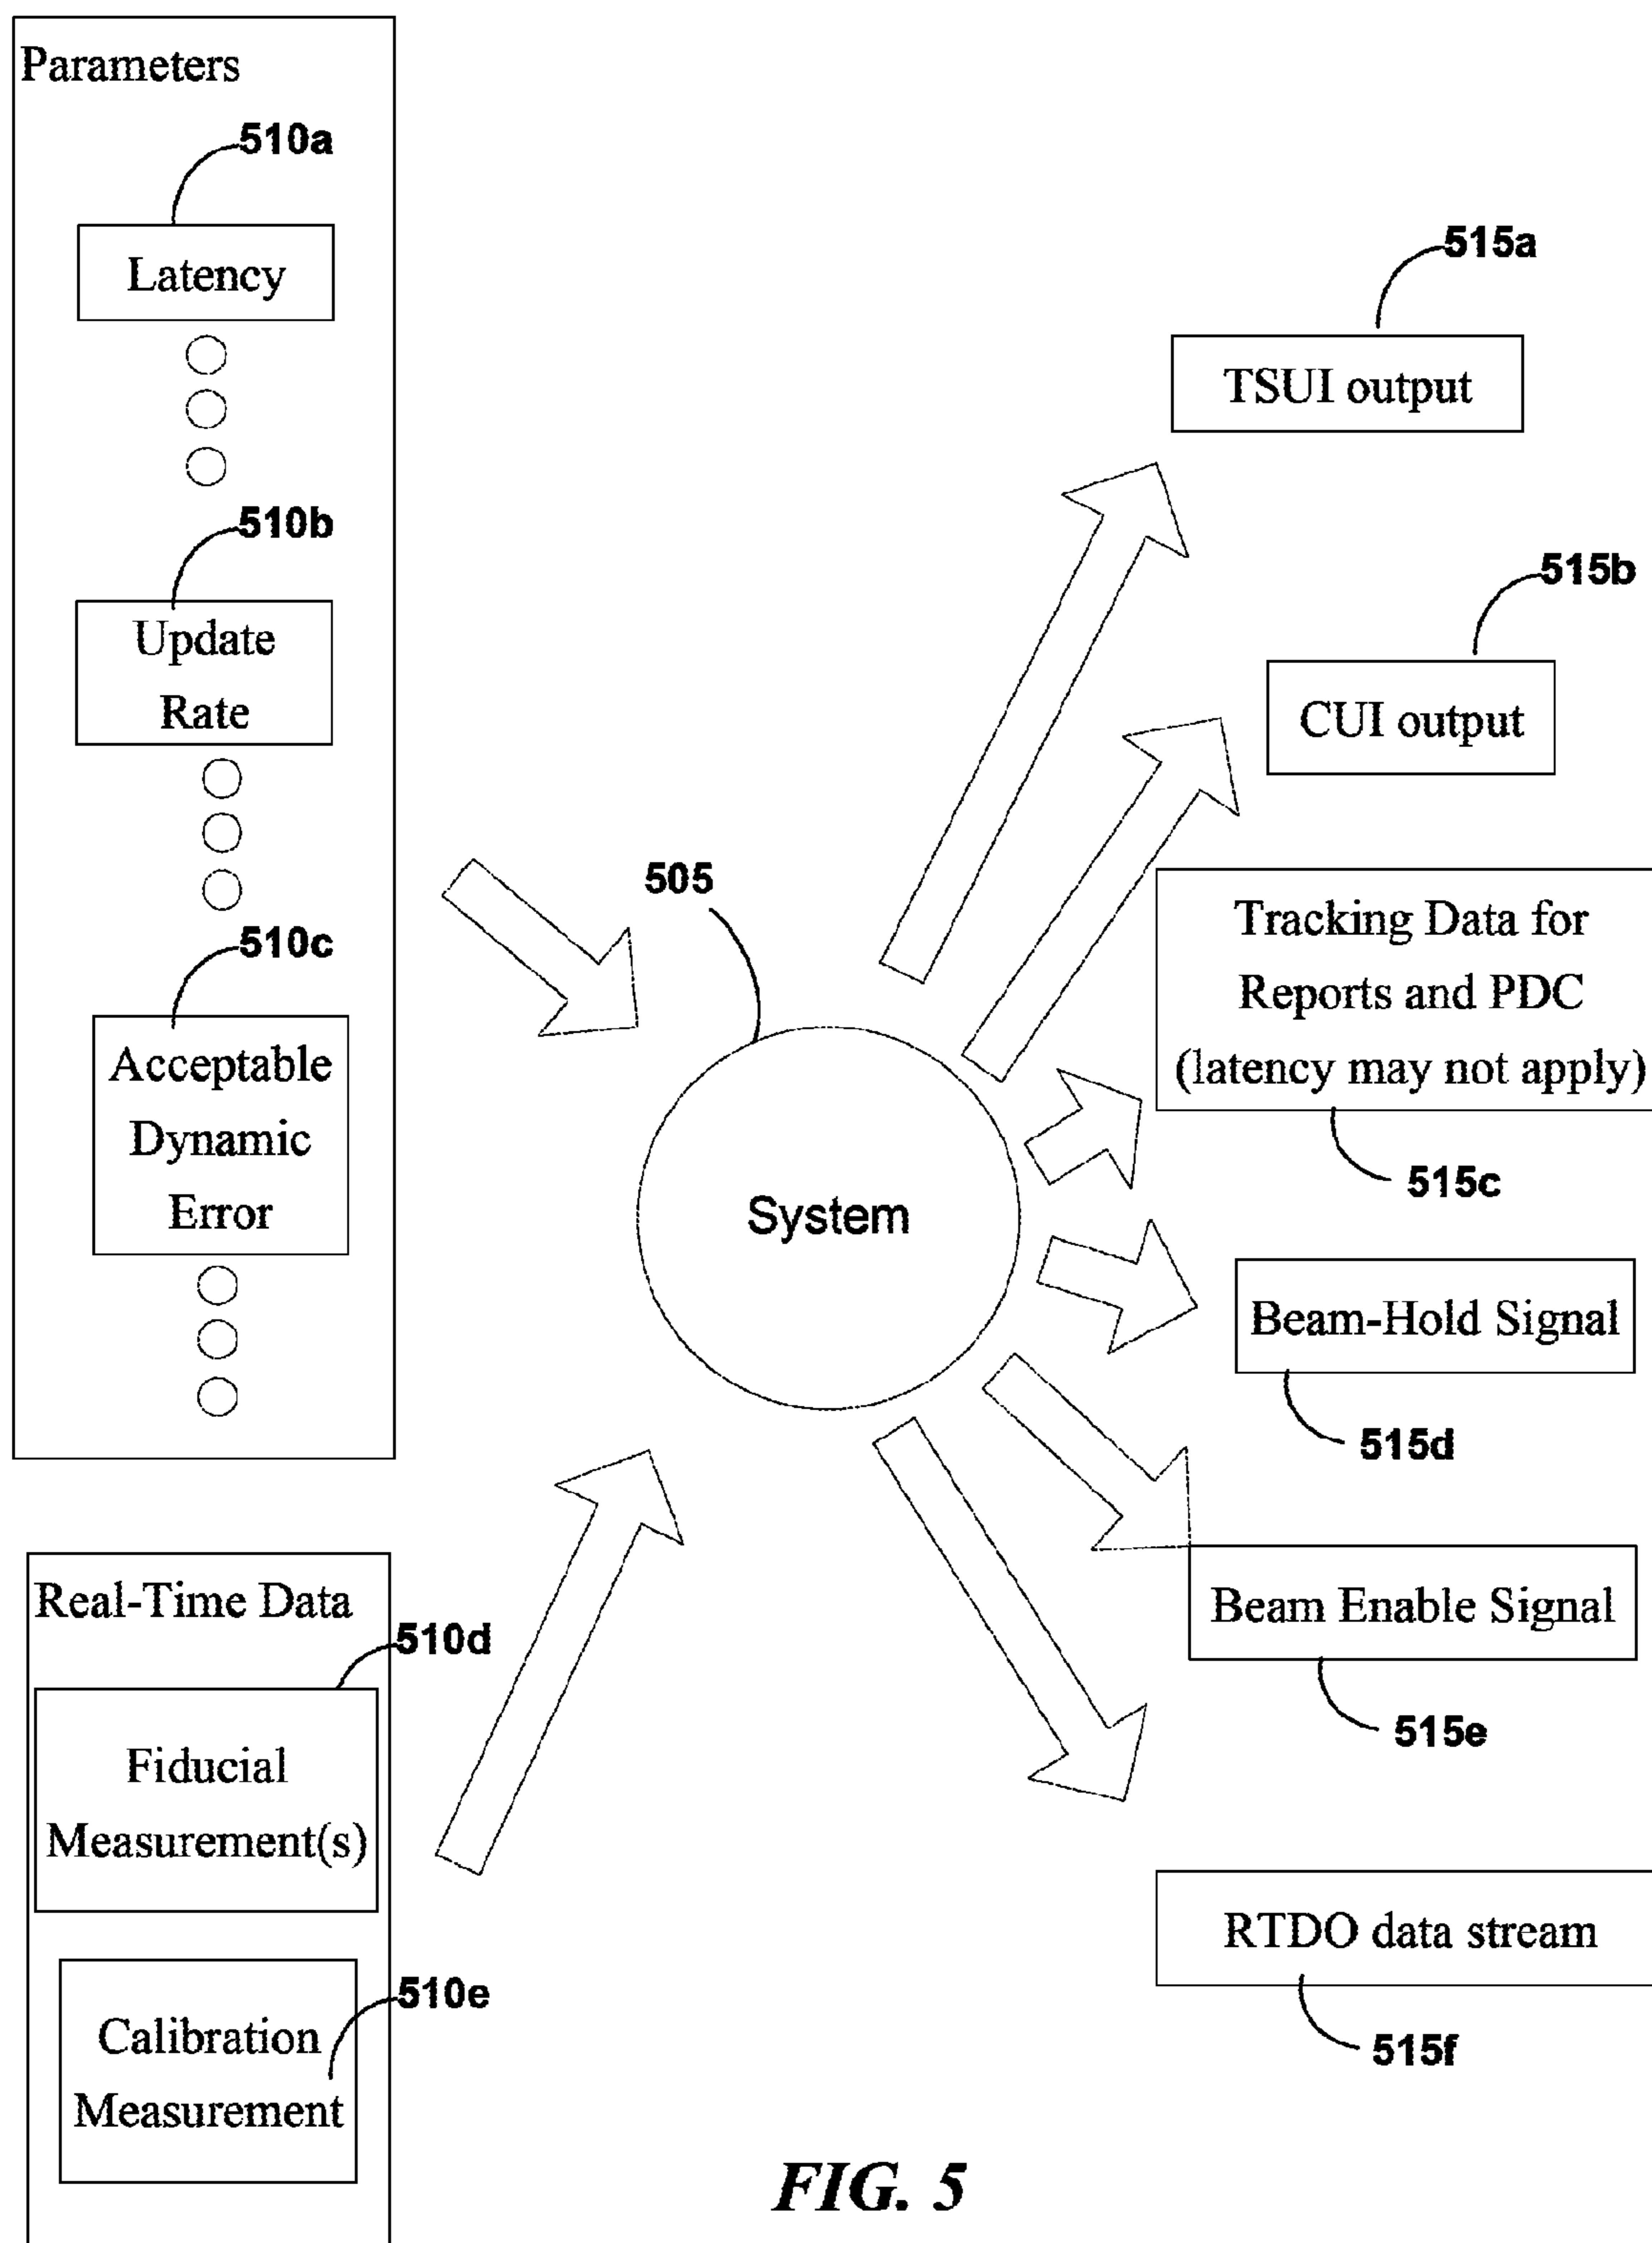 Parameters
510a
Latency
510b
Update
Rate
510c
Acceptable
Dynamic
Error
Real-Time Data
510d
Fiducial
Measurement(s)
510e
Calibration
Measurement
505
System
515a
TSUI output
515b
CUI output
Tracking Data for
Reports and PDC
(latency may not apply)
515c
Beam-Hold Signal
515d
Beam Enable Signal
515e
RTDO data stream
515f
FIG. 5